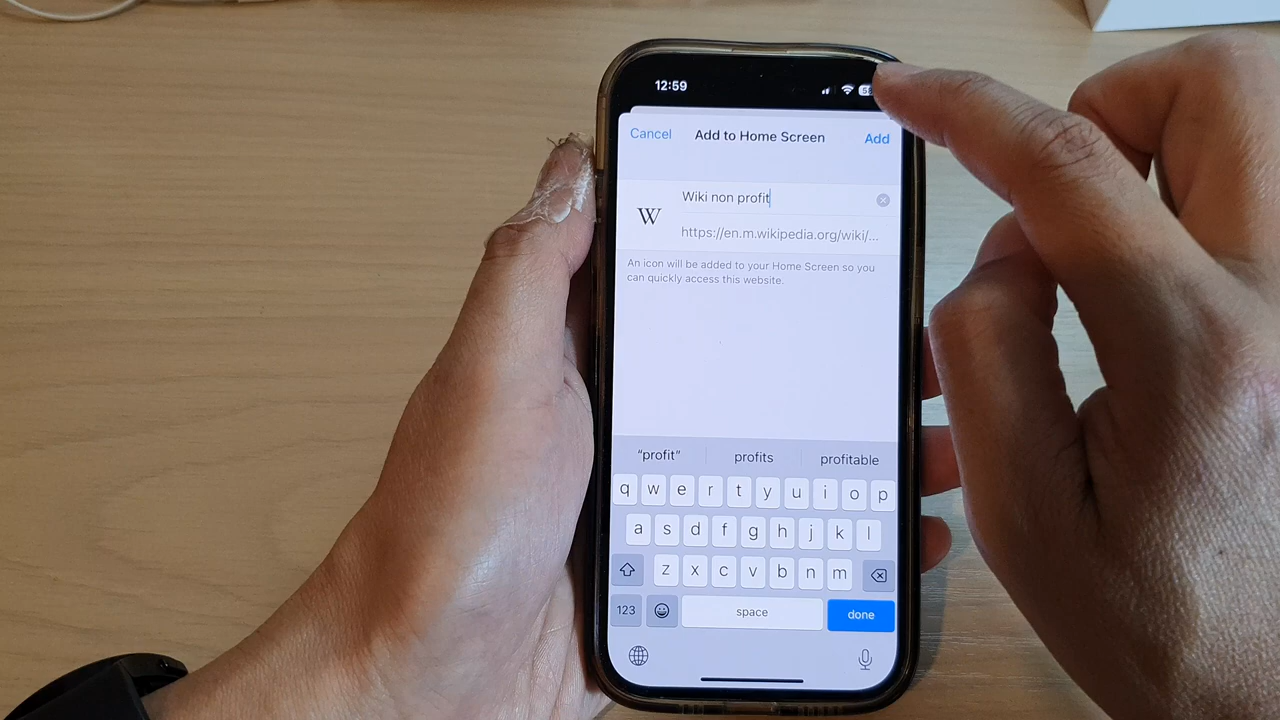 12:59
Cancel Add to Home Screen Add
Wiki non profit
W
https://en.m.wikipedia.org/wiki/...
An icon will be added to your Home Screen so you
can quickly access this website.
"profit" profits profitable
q w e r t y u i o p
a s d f g h j k l
z x c v b n m
123 space done